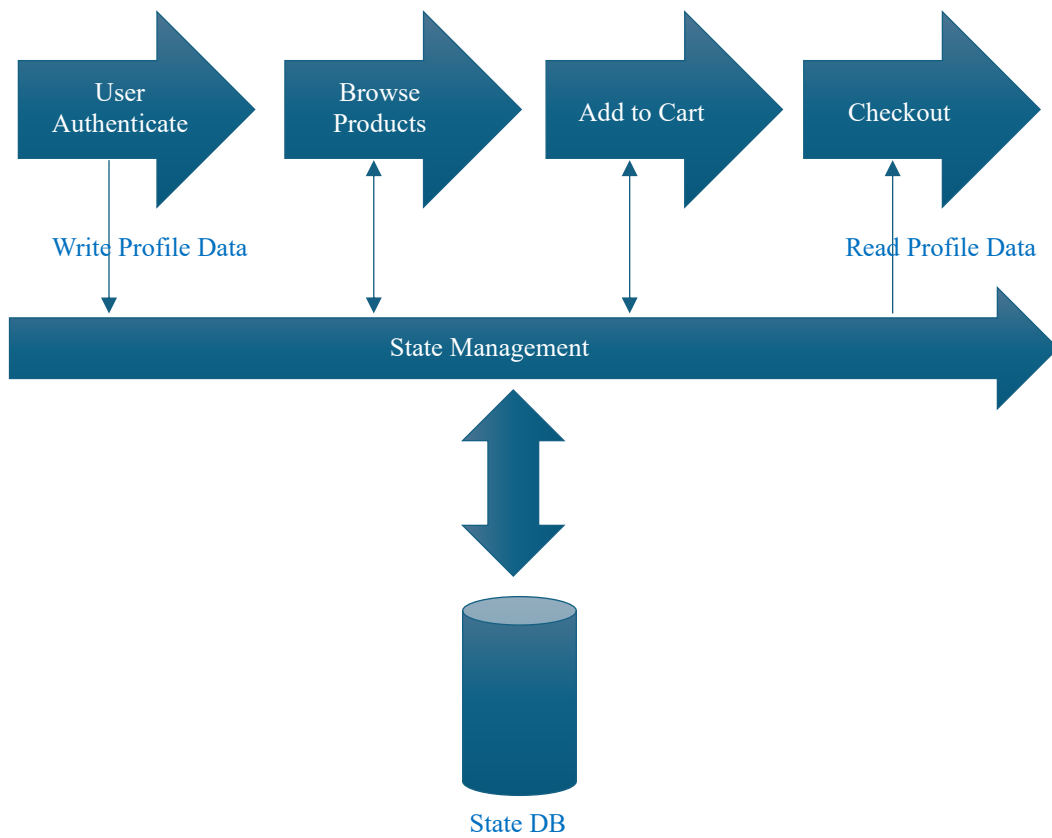 User
Authenticate
Browse
Products
Add to Cart
Checkout
Write Profile Data
Read Profile Data
State Management
State DB